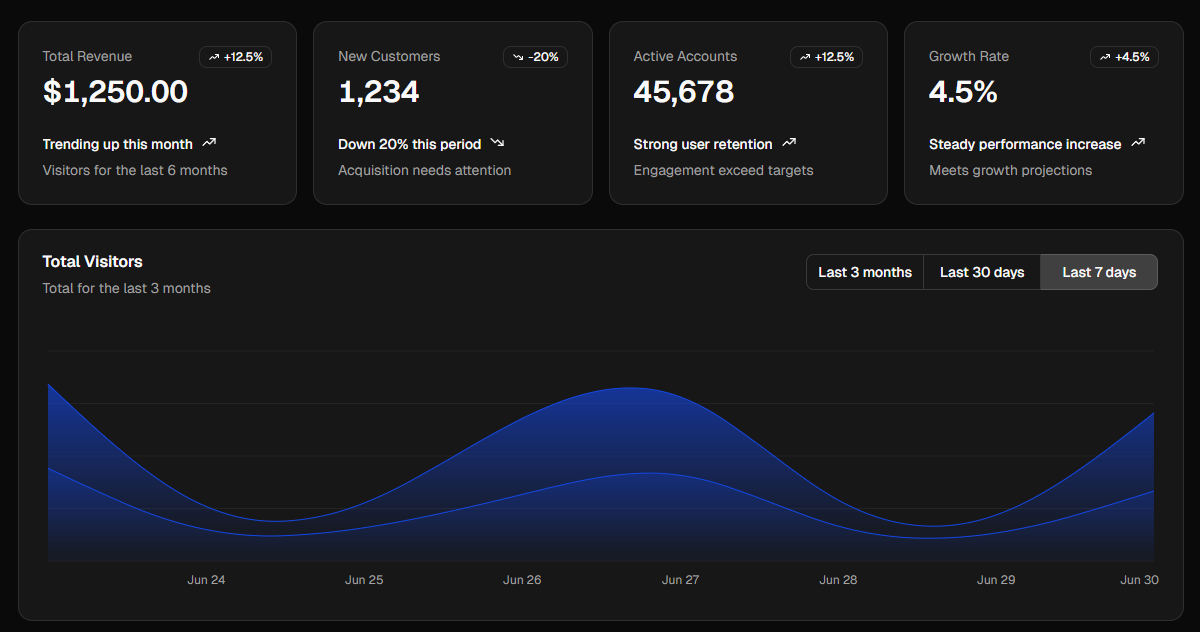 Total Revenue
+12.5%
$1,250.00
Trending up this month
Visitors for the last 6 months
New Customers
-20%
1,234
Down 20% this period
Acquisition needs attention
Active Accounts
+12.5%
45,678
Strong user retention
Engagement exceed targets
Growth Rate
+4.5%
4.5%
Steady performance increase
Meets growth projections
Total Visitors
Total for the last 3 months
Last 3 months
Last 30 days
Last 7 days
Jun 24
Jun 25
Jun 26
Jun 27
Jun 28
Jun 29
Jun 30